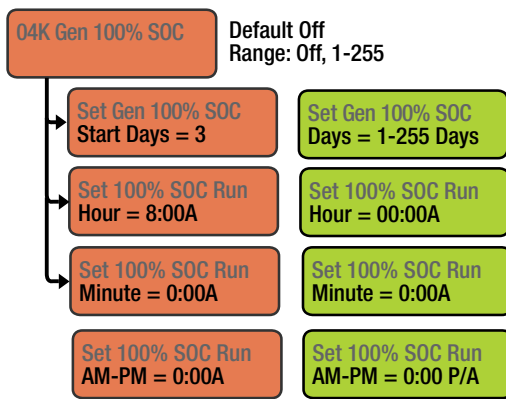 04K Gen 100% SOC
Default Off
Range: Off, 1-255
Set Gen 100% SOC
Start Days = 3
Set Gen 100% SOC
Days = 1-255 Days
Set 100% SOC Run
Hour = 8:00A
Set 100% SOC Run
Hour = 00:00A
Set 100% SOC Run
Minute = 0:00A
Set 100% SOC Run
Minute = 0:00A
Set 100% SOC Run
AM-PM = 0:00A
Set 100% SOC Run
AM-PM = 0:00 P/A